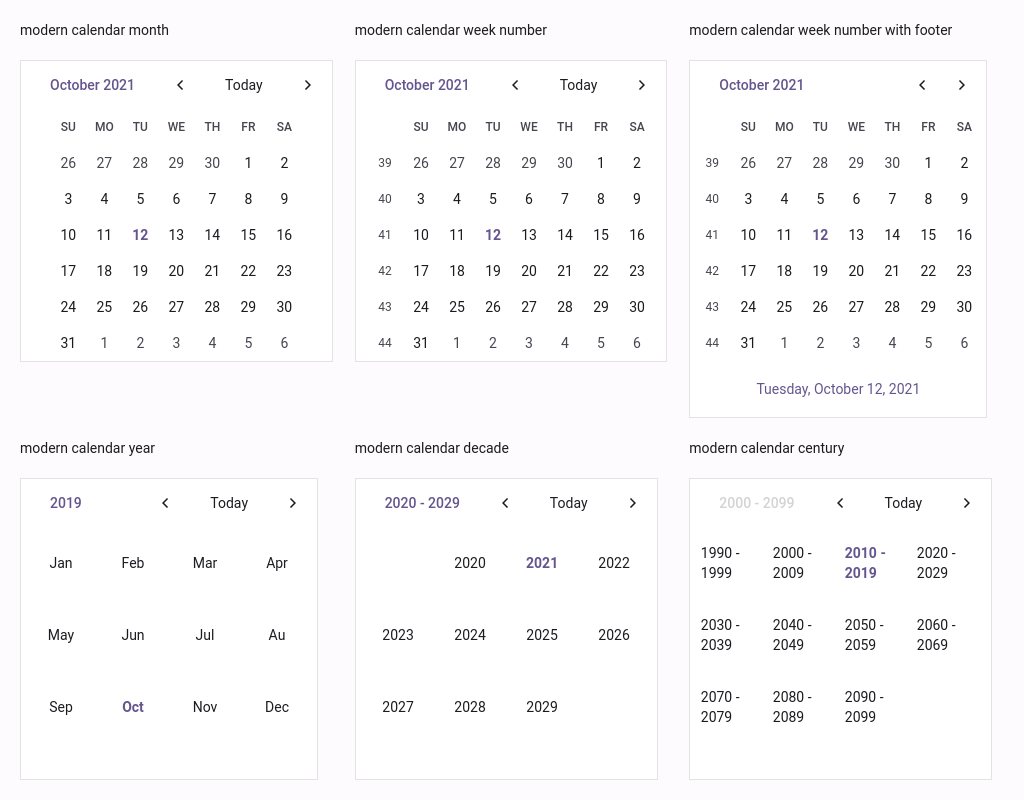 modern calendar month
October 2021 Today
SU MO TU WE TH FR SA
26 27 28 29 30 1 2
3 4 5 6 7 8 9
10 11 12 13 14 15 16
17 18 19 20 21 22 23
24 25 26 27 28 29 30
31 1 2 3 4 5 6
modern calendar week number
October 2021 Today
SU MO TU WE TH FR SA
39 26 27 28 29 30 1 2
40 3 4 5 6 7 8 9
41 10 11 12 13 14 15 16
42 17 18 19 20 21 22 23
43 24 25 26 27 28 29 30
44 31 1 2 3 4 5 6
modern calendar week number with footer
October 2021
SU MO TU WE TH FR SA
39 26 27 28 29 30 1 2
40 3 4 5 6 7 8 9
41 10 11 12 13 14 15 16
42 17 18 19 20 21 22 23
43 24 25 26 27 28 29 30
44 31 1 2 3 4 5 6
Tuesday, October 12, 2021
modern calendar year
2019 Today
Jan Feb Mar Apr
May Jun Jul Au
Sep Oct Nov Dec
modern calendar decade
2020 - 2029 Today
2020 2021 2022
2023 2024 2025 2026
2027 2028 2029
modern calendar century
2000 - 2099 Today
1990 - 2000 - 2010 - 2020 -
1999 2009 2019 2029
2030 - 2040 - 2050 - 2060 -
2039 2049 2059 2069
2070 - 2080 - 2090 -
2079 2089 2099